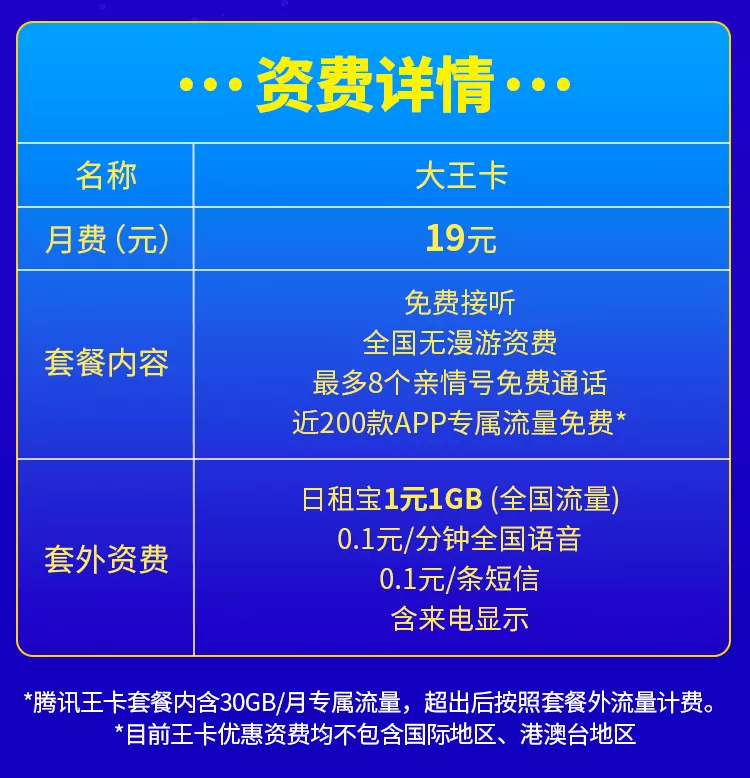 ···资费详情···
名称
大王卡
月费（元）
19元
套餐内容
免费接听
全国无漫游资费
最多8个亲情号免费通话
近200款APP专属流量免费*
套外资费
日租宝1元1GB (全国流量)
0.1元/分钟全国语音
0.1元/条短信
含来电显示
*腾讯王卡套餐内含30GB/月专属流量，超出后按照套餐外流量计费。
*目前王卡优惠资费均不包含国际地区、港澳台地区